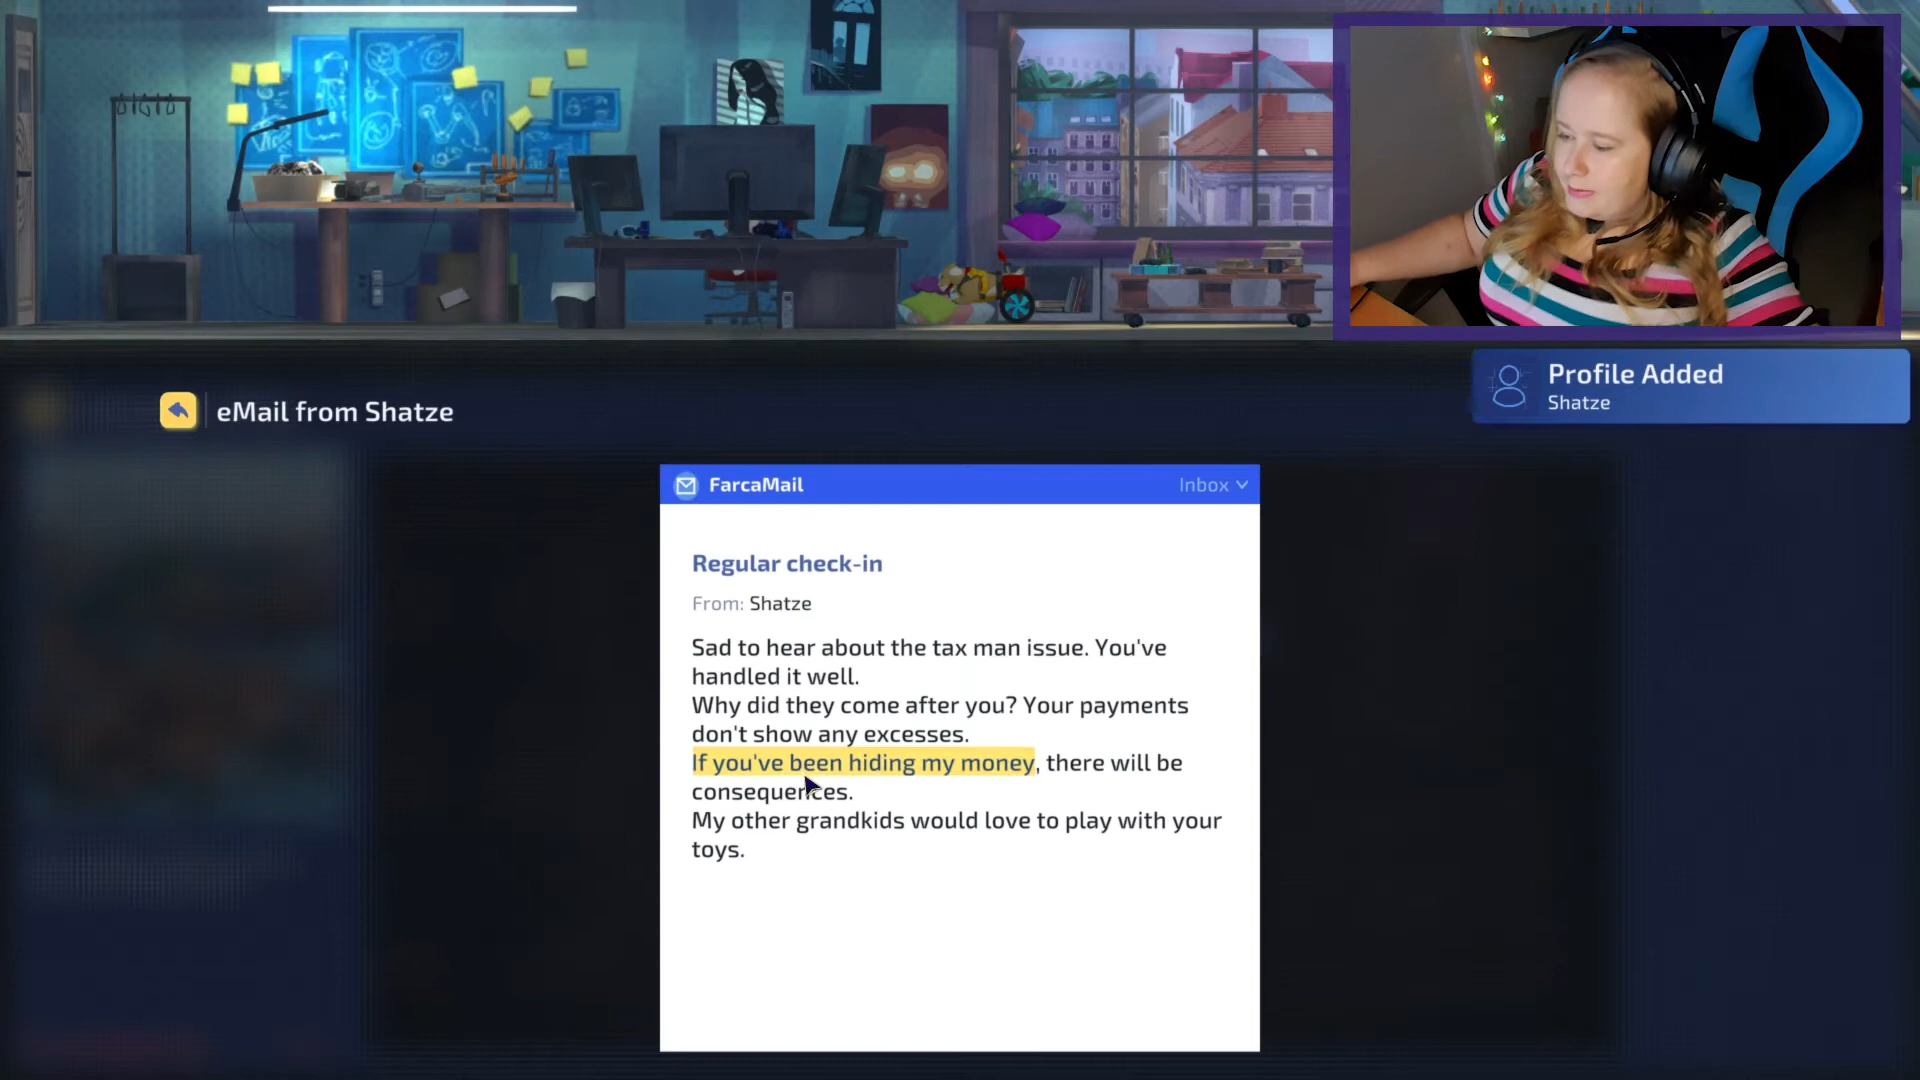 Profile Added
Shatze
eMail from Shatze
FarcaMail
Inbox
Regular check-in
From: Shatze
Sad to hear about the tax man issue. You've
handled it well.
Why did they come after you? Your payments
don't show any excesses.
If you've been hiding my money, there will be
consequences.
My other grandkids would love to play with your
toys.